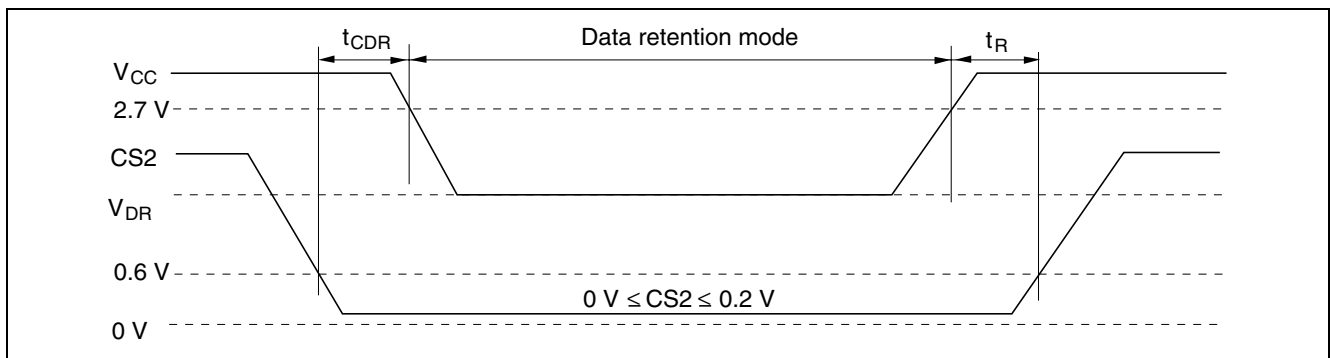 tCDR Data retention mode tR
VCC
2.7 V
CS2
VDR
0.6 V
0 V ≤ CS2 ≤ 0.2 V
0 V